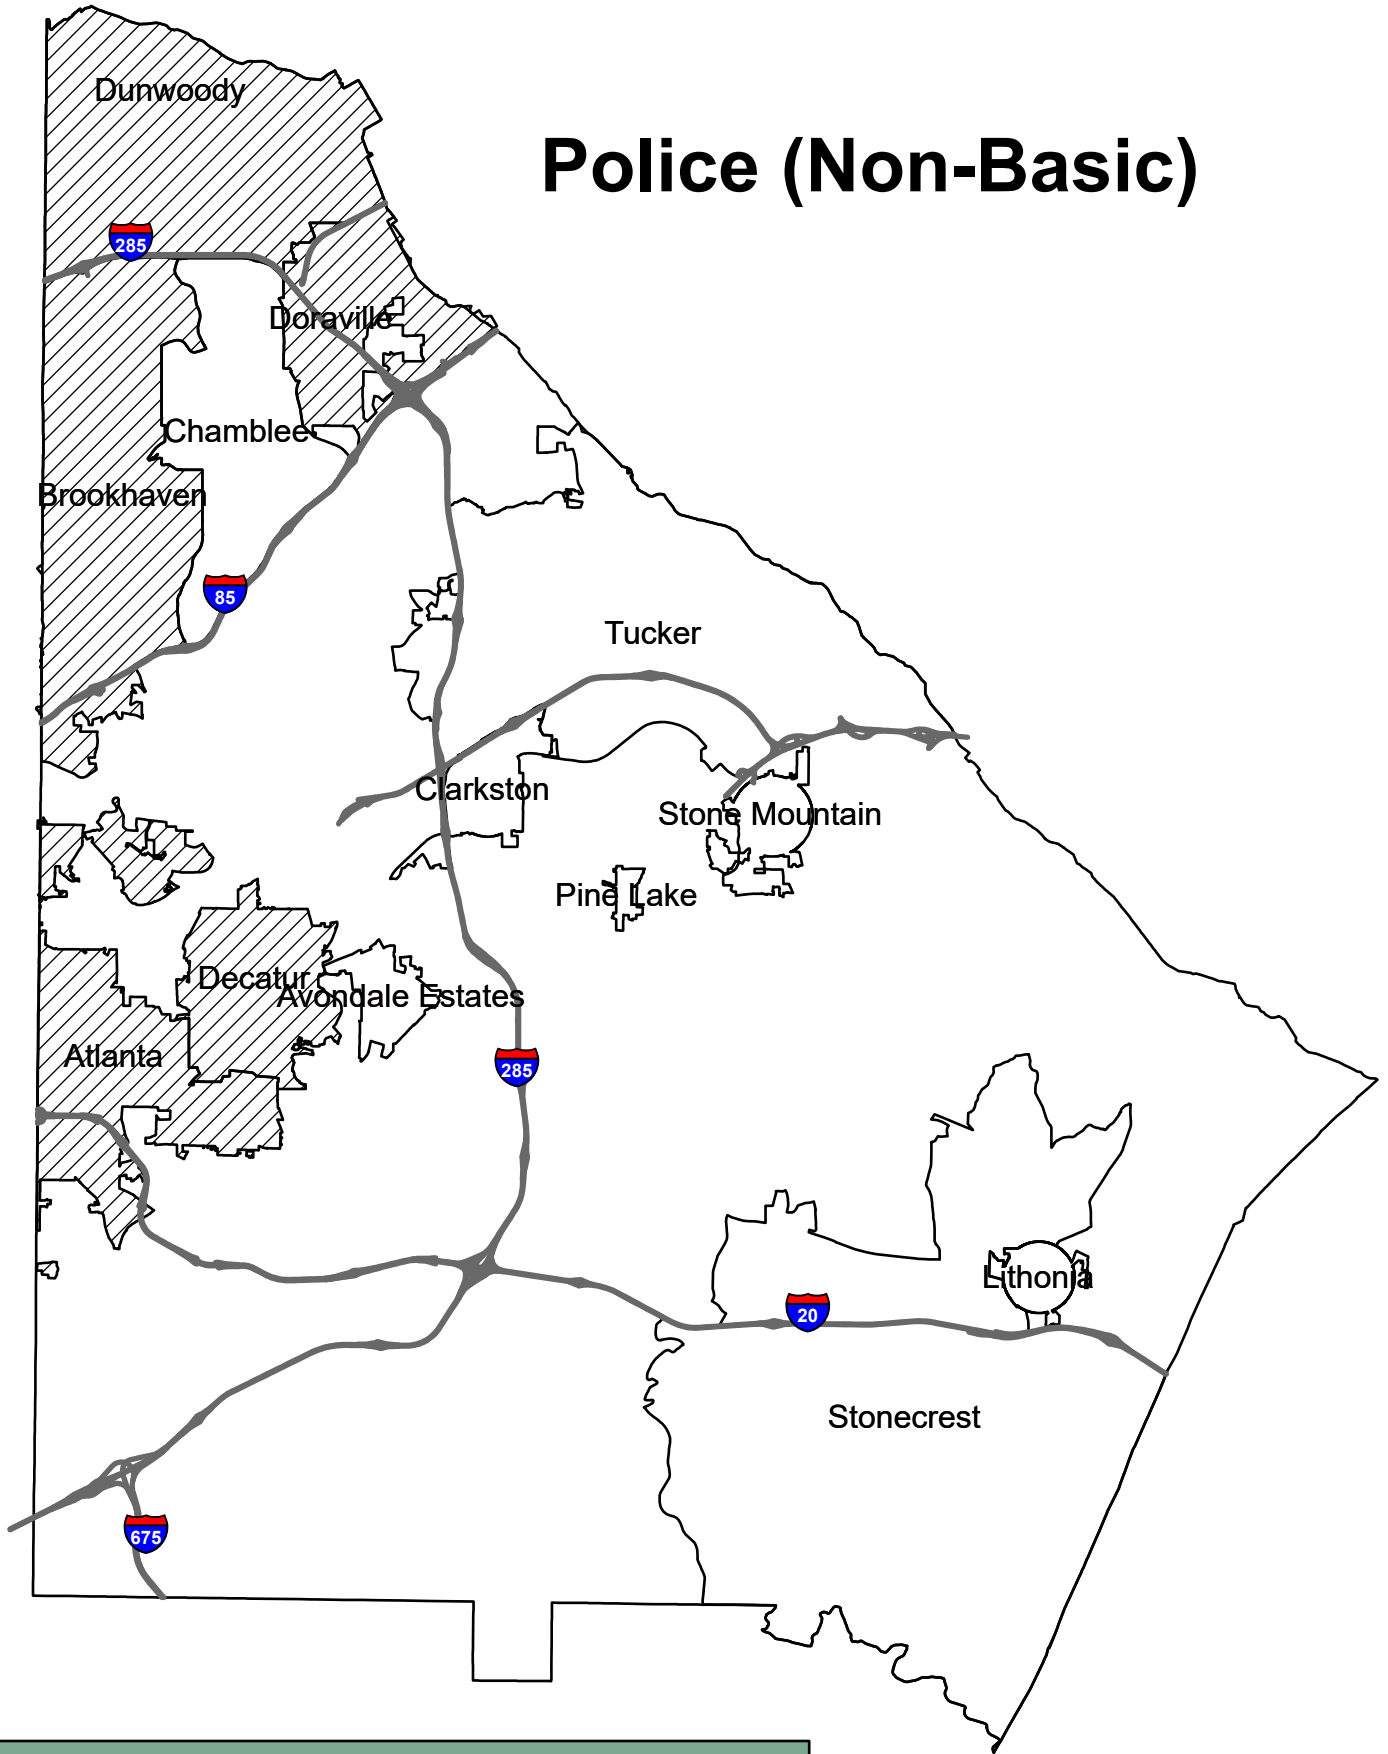 Dunwoody
Police (Non-Basic)
285
Doraville
Chamblee
Brookhaven
85
Tucker
Clarkston
Stone Mountain
Pine Lake
Decatur
Avondale Estates
Atlanta
285
Lithonia
20
Stonecrest
675